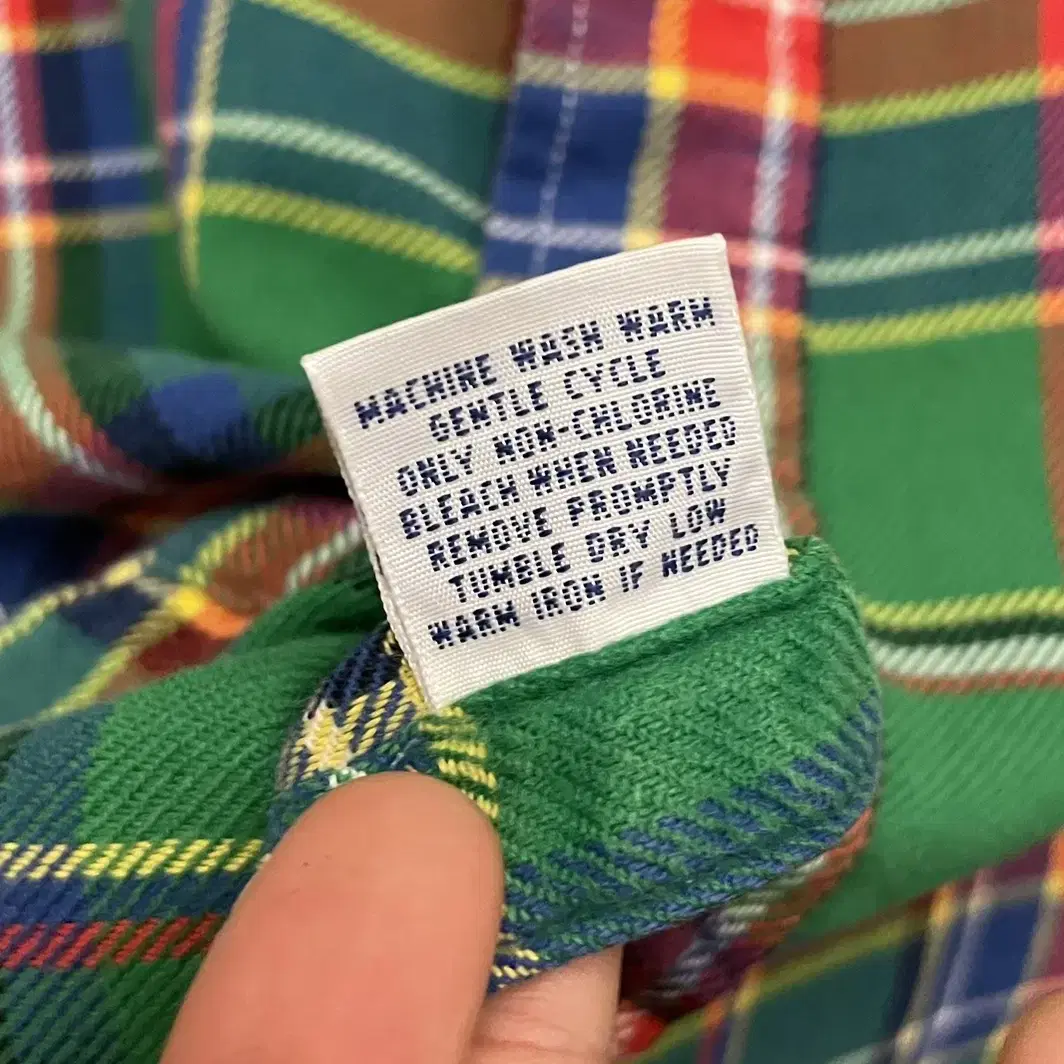 MACHINE WASH WARM
GENTLE CYCLE
ONLY NON-CHLORINE
BLEACH WHEN NEEDED
REMOVE PROMPTLY
TUMBLE DRY LOW
WARM IRON IF NEEDED